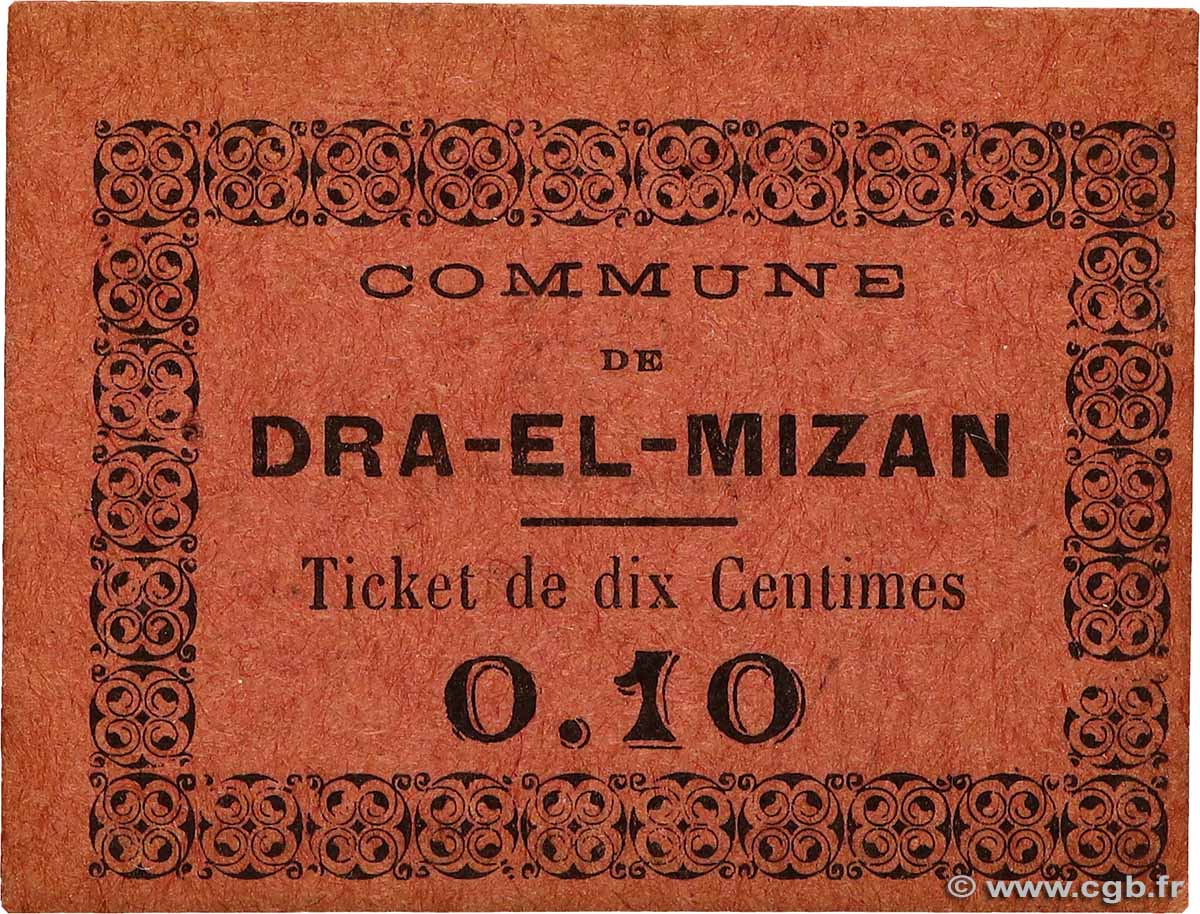 COMMUNE
DE
DRA-EL-MIZAN
Ticket de dix Centimes
0.10
© www.cgb.fr